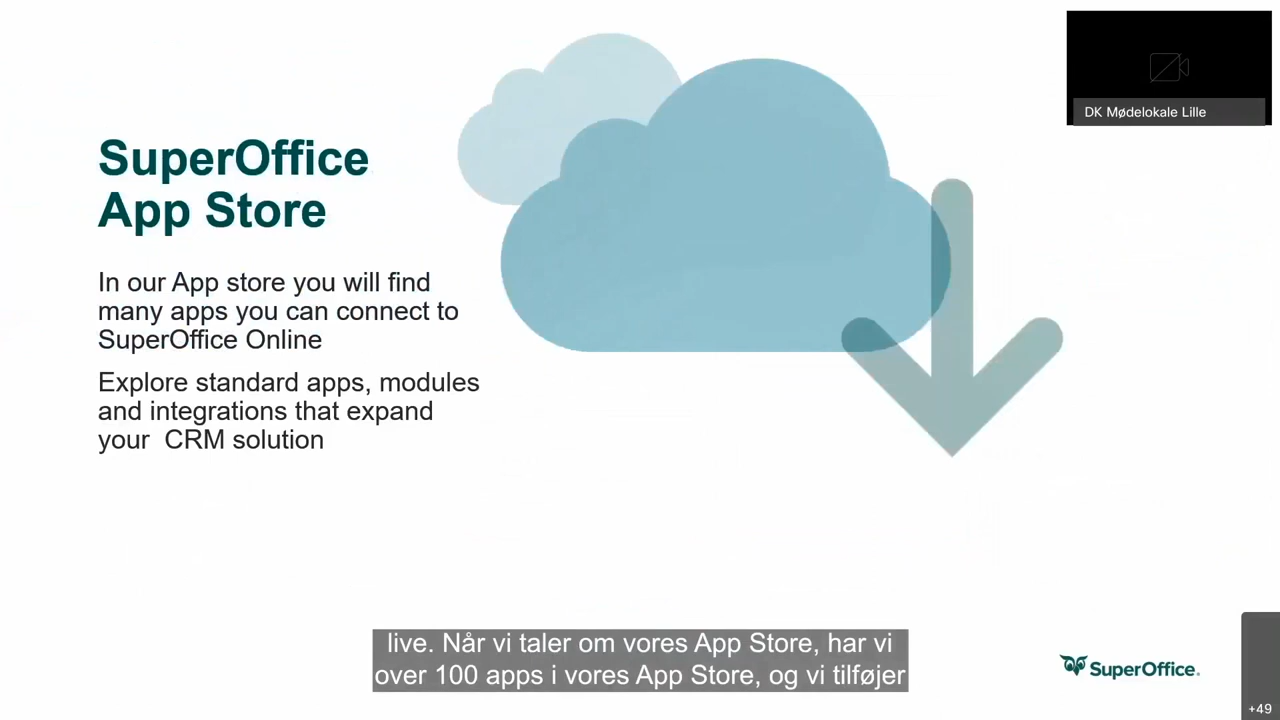 DK Mødelokale Lille
SuperOffice
App Store
In our App store you will find
many apps you can connect to
SuperOffice Online
Explore standard apps, modules
and integrations that expand
your  CRM solution
live. Når vi taler om vores App Store, har vi
over 100 apps i vores App Store, og vi tilføjer
SuperOffice.
+49